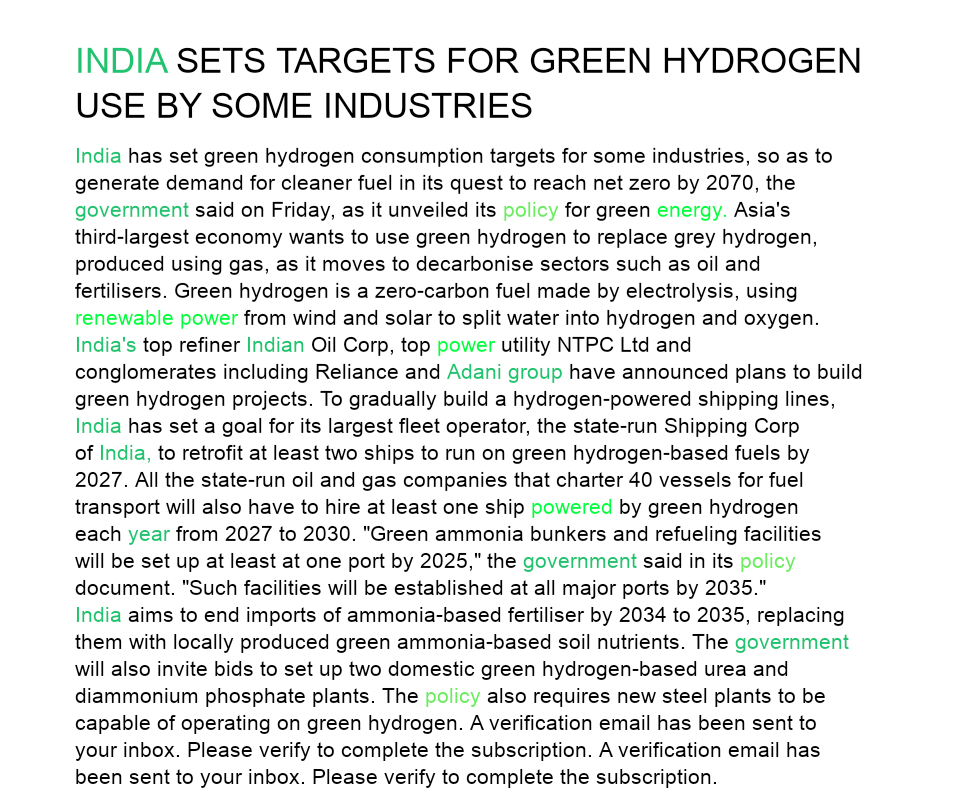 INDIA SETS TARGETS FOR GREEN HYDROGEN
USE BY SOME INDUSTRIES
India has set green hydrogen consumption targets for some industries, so as to
generate demand for cleaner fuel in its quest to reach net zero by 2070, the
government said on Friday, as it unveiled its policy for green energy. Asia's
third-largest economy wants to use green hydrogen to replace grey hydrogen,
produced using gas, as it moves to decarbonise sectors such as oil and
fertilisers. Green hydrogen is a zero-carbon fuel made by electrolysis, using
renewable power from wind and solar to split water into hydrogen and oxygen.
India's top refiner Indian Oil Corp, top power utility NTPC Ltd and
conglomerates including Reliance and Adani group have announced plans to build
green hydrogen projects. To gradually build a hydrogen-powered shipping lines,
India has set a goal for its largest fleet operator, the state-run Shipping Corp
of India, to retrofit at least two ships to run on green hydrogen-based fuels by
2027. All the state-run oil and gas companies that charter 40 vessels for fuel
transport will also have to hire at least one ship powered by green hydrogen
each year from 2027 to 2030. "Green ammonia bunkers and refueling facilities
will be set up at least at one port by 2025," the government said in its policy
document. "Such facilities will be established at all major ports by 2035."
India aims to end imports of ammonia-based fertiliser by 2034 to 2035, replacing
them with locally produced green ammonia-based soil nutrients. The government
will also invite bids to set up two domestic green hydrogen-based urea and
diammonium phosphate plants. The policy also requires new steel plants to be
capable of operating on green hydrogen. A verification email has been sent to
your inbox. Please verify to complete the subscription. A verification email has
been sent to your inbox. Please verify to complete the subscription.